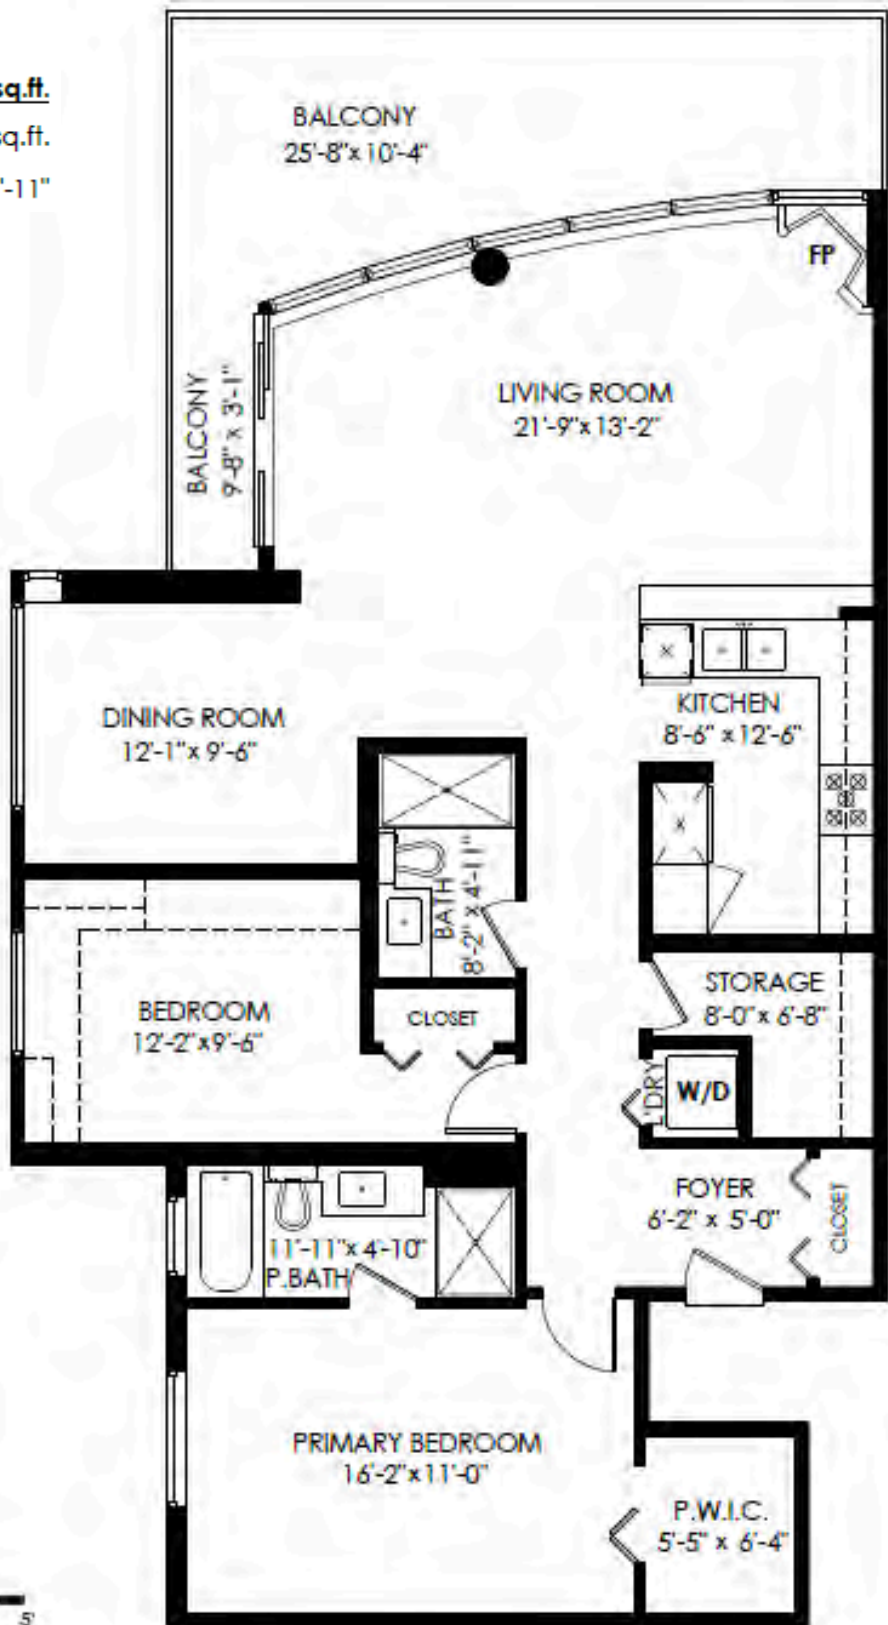 sq.ft.
sq.ft.
'-11"
BALCONY
25'-8"x 10'-4"
FP
BALCONY
9'-8" x 3'-1"
LIVING ROOM
21'-9"x 13'-2"
DINING ROOM
12'-1"x 9'-6"
KITCHEN
8'-6" x 12'-6"
BATH
8'-2" x 4'-11"
BEDROOM
12'-2"x9'-6"
CLOSET
STORAGE
8'-0"x 6'-8"
L'DRY
W/D
FOYER
6'-2" x 5'-0"
CLOSET
11'-11"x 4'-10"
P.BATH
PRIMARY BEDROOM
16'-2"x11'-0"
P.W.I.C.
5'-5" x 6'-4"
5'